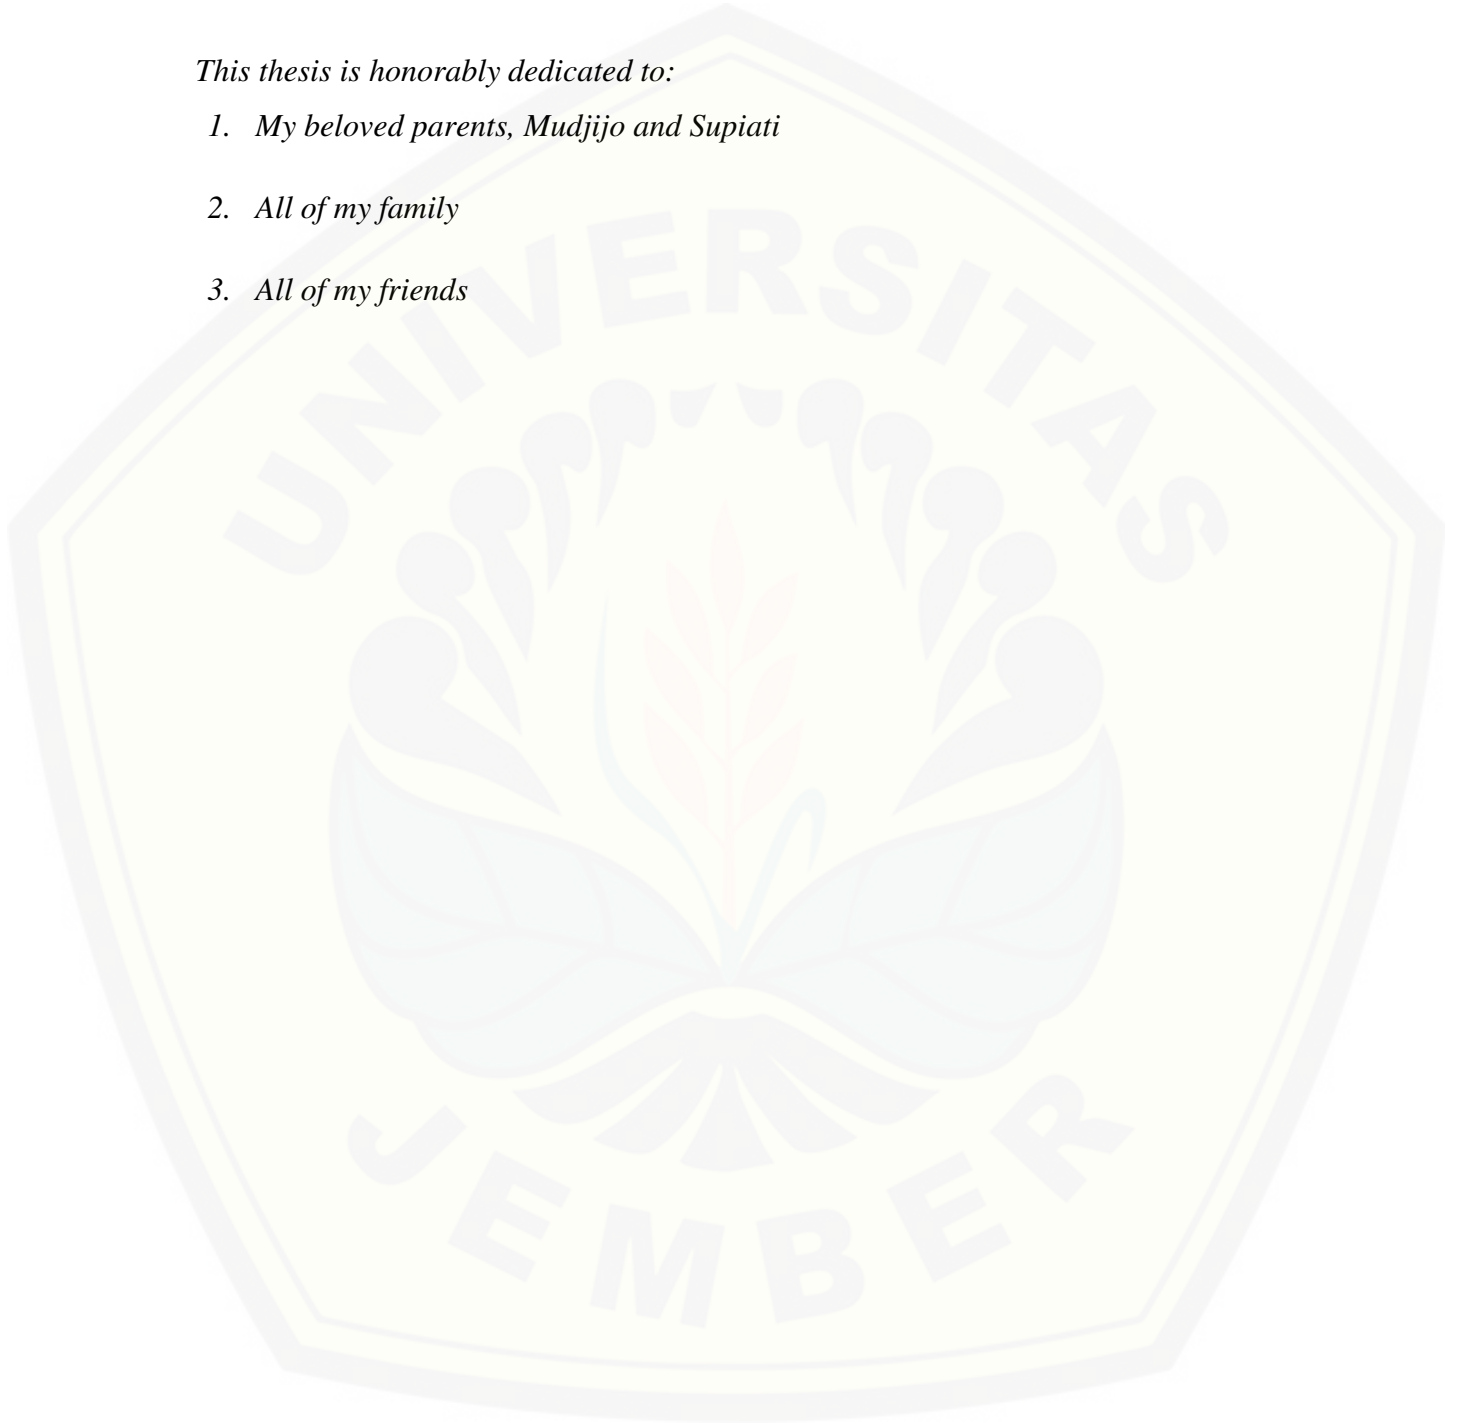 This thesis is honorably dedicated to:
1. My beloved parents, Mudjijo and Supiati
2. All of my family
3. All of my friends
UNIVERSITAS
JEMBER